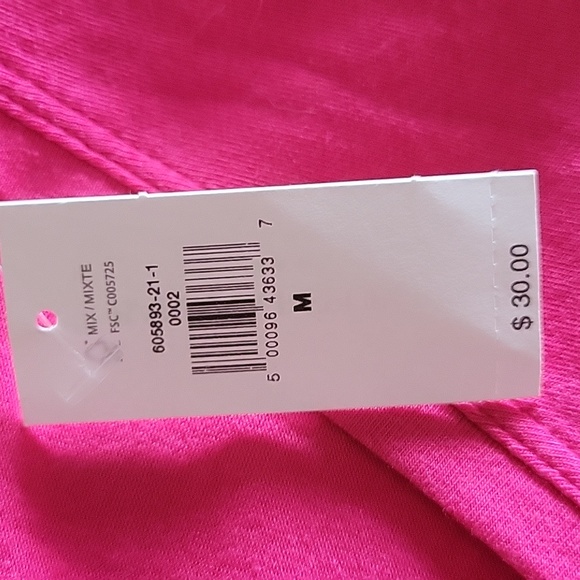 MIX / MIXTE
FSC™ C005725
605893-21-1
0002
5 00096 43633 7
M
$ 30.00